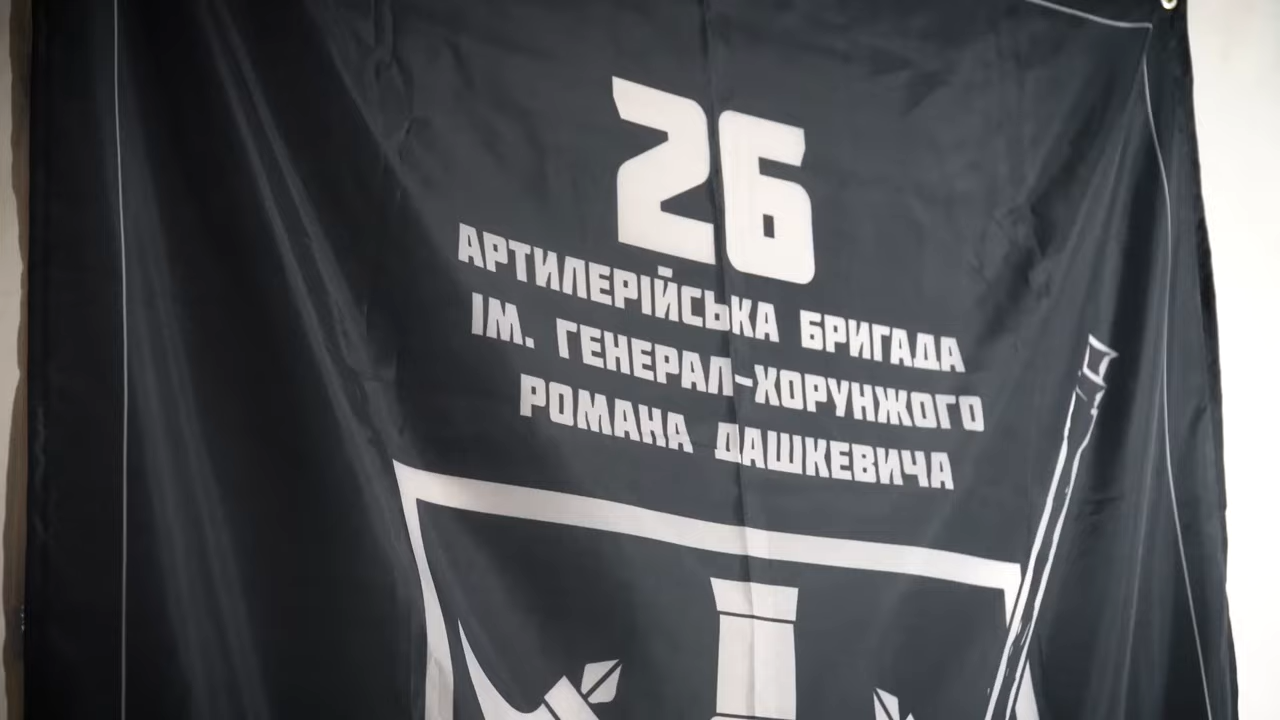 26
АРТИЛЕРІЙСЬКА БРИГАДА
ІМ. ГЕНЕРАЛ-ХОРУНЖОГО
РОМАНА ДАШКЕВИЧА